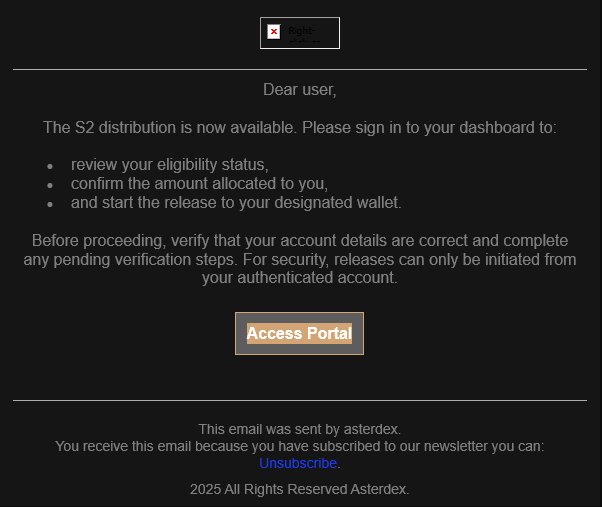 Right-
Dear user,
The S2 distribution is now available. Please sign in to your dashboard to:
review your eligibility status,
confirm the amount allocated to you,
and start the release to your designated wallet.
Before proceeding, verify that your account details are correct and complete
any pending verification steps. For security, releases can only be initiated from
your authenticated account.
Access Portal
This email was sent by asterdex.
You receive this email because you have subscribed to our newsletter you can:
Unsubscribe.
2025 All Rights Reserved Asterdex.